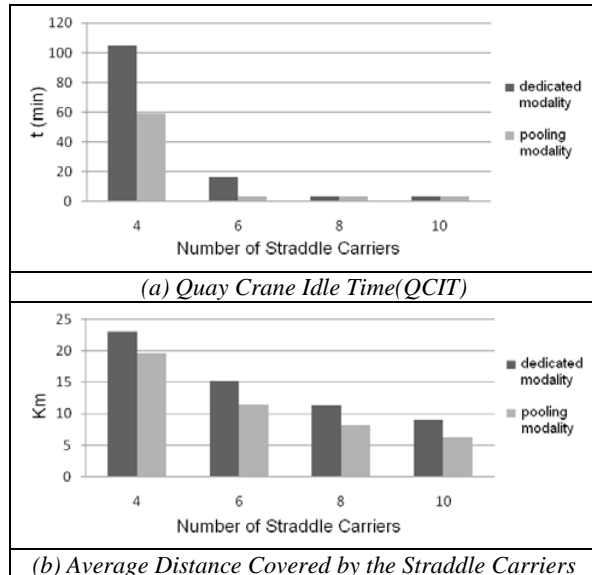 120
100
80
60
40
20
0
t (min)
4 6 8 10
Number of Straddle Carriers
dedicated
modality
pooling
modality
(a) Quay Crane Idle Time(QCIT)
25
20
15
10
5
0
Km
4 6 8 10
Number of Straddle Carriers
dedicated
modality
pooling
modality
(b) Average Distance Covered by the Straddle Carriers